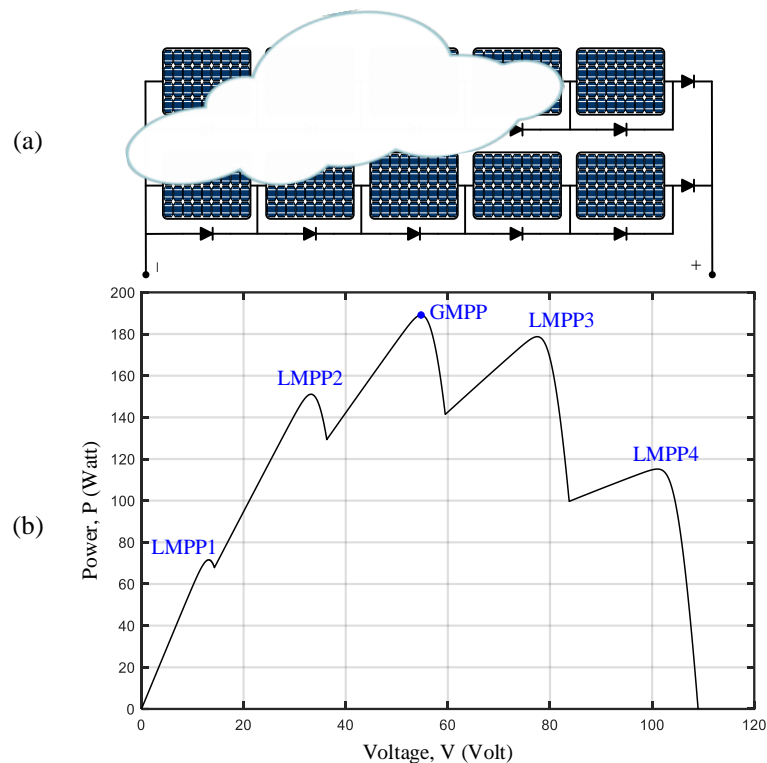 (a)
− +
200
180
160
140
120
100
80
60
40
20
0
0 20 40 60 80 100 120
Power, P (Watt)
Voltage, V (Volt)
LMPP1
LMPP2
GMPP
LMPP3
LMPP4
(b)